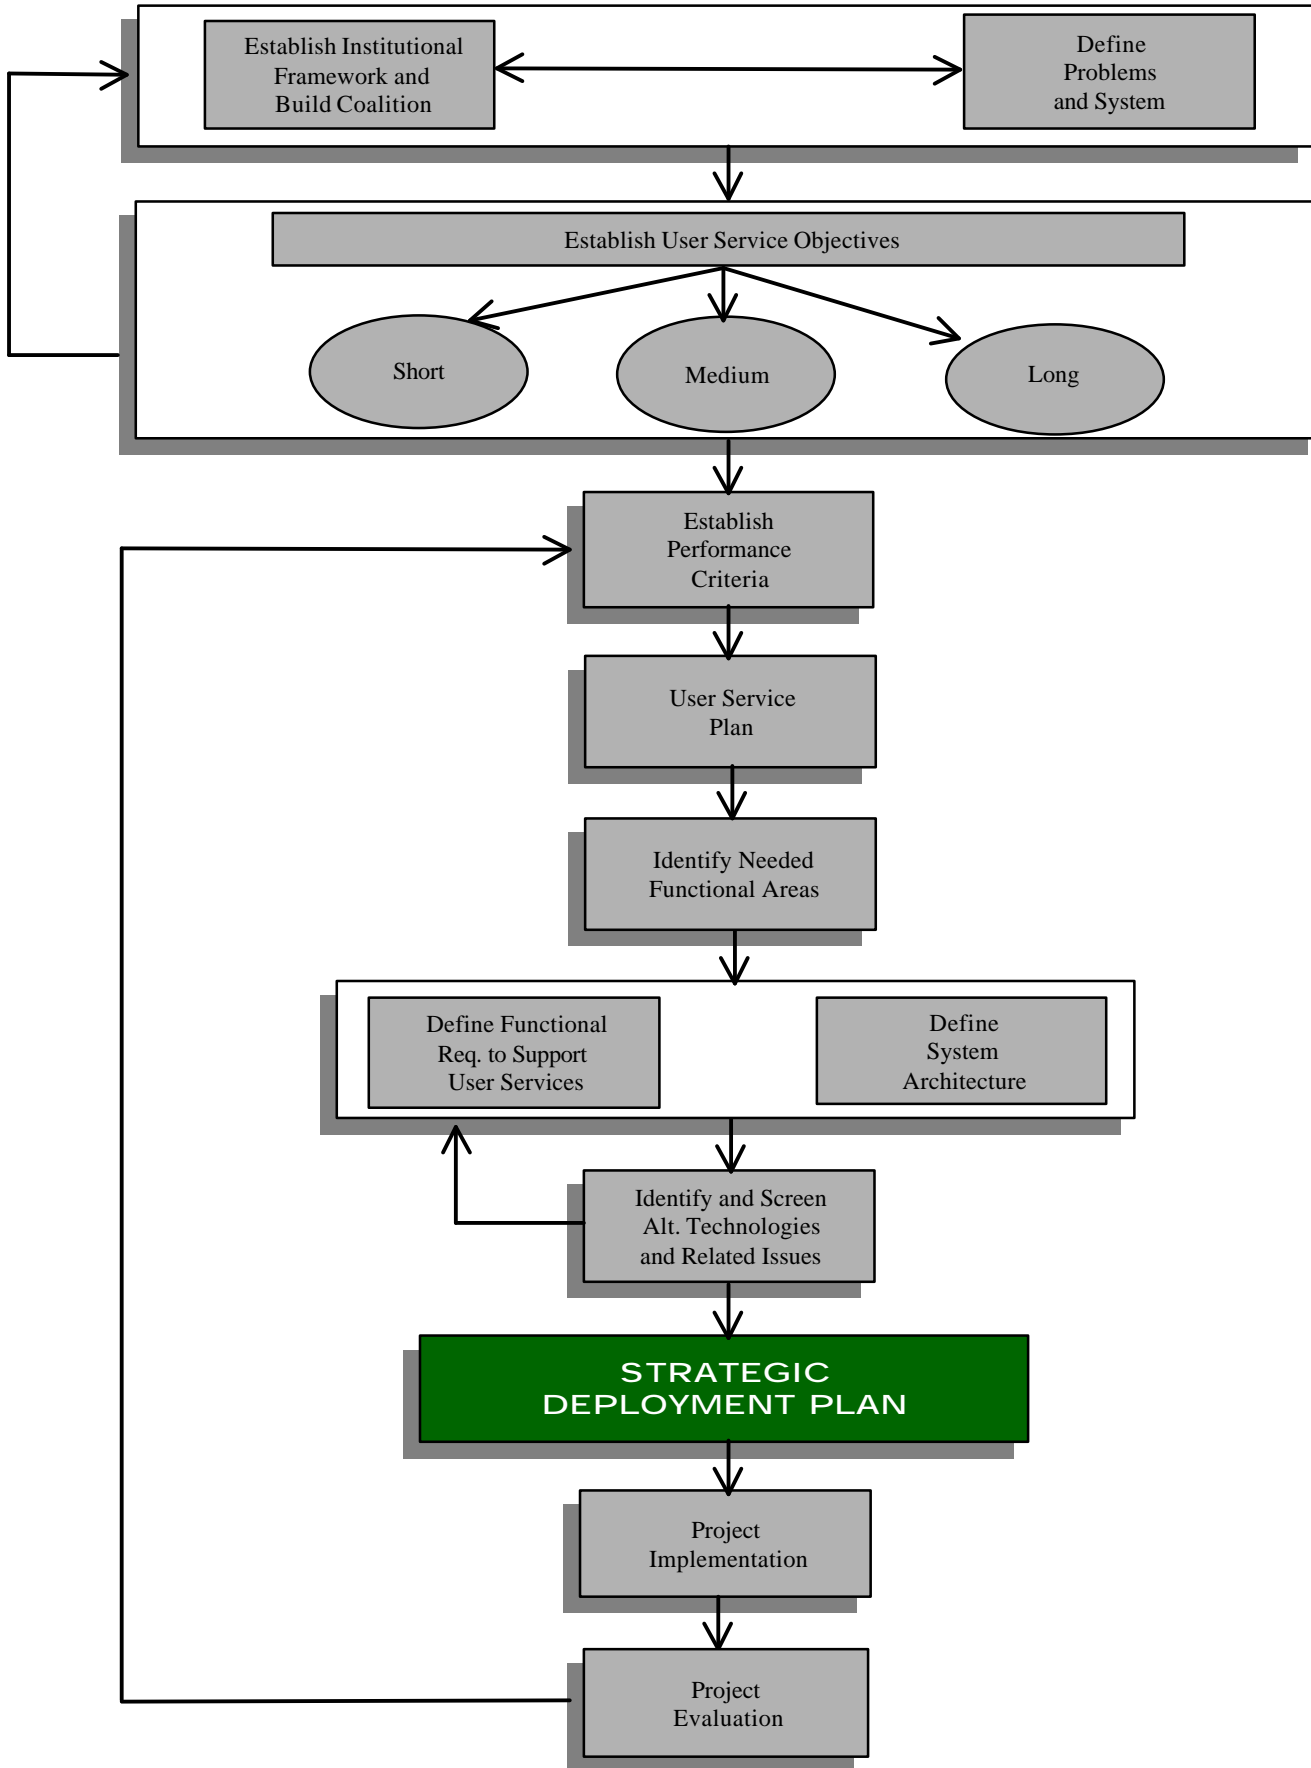 Establish Institutional
Framework and
Build Coalition
Define
Problems
and System
Establish User Service Objectives
Short
Medium
Long
Establish
Performance
Criteria
User Service
Plan
Identify Needed
Functional Areas
Define Functional
Req. to Support
User Services
Define
System
Architecture
Identify and Screen
Alt. Technologies
and Related Issues
STRATEGIC
DEPLOYMENT PLAN
Project
Implementation
Project
Evaluation